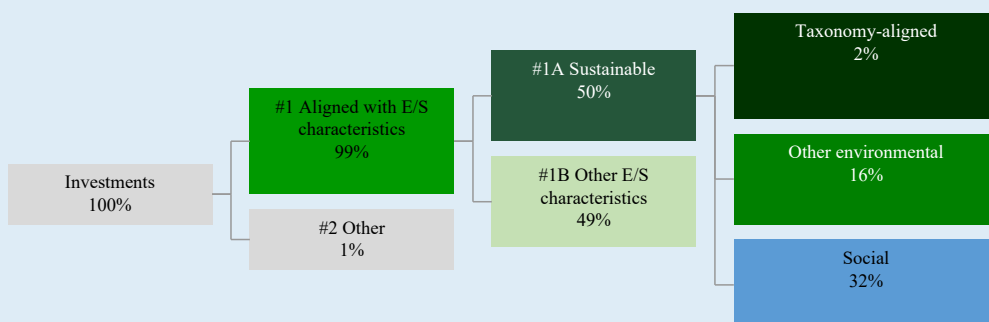 Investments
100%
#1 Aligned with E/S
characteristics
99%
#2 Other
1%
#1A Sustainable
50%
#1B Other E/S
characteristics
49%
Taxonomy-aligned
2%
Other environmental
16%
Social
32%